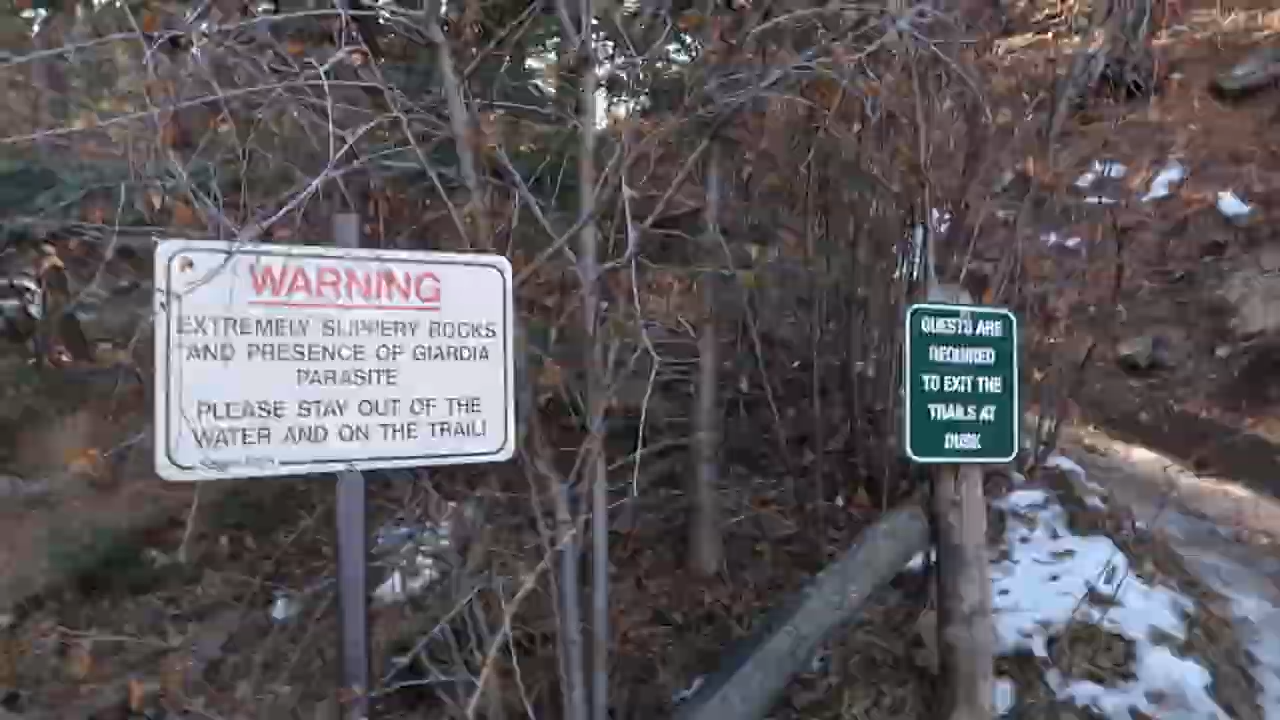 WARNING
EXTREMELY SLIPPERY ROCKS
AND PRESENCE OF GIARDIA
PARASITE
PLEASE STAY OUT OF THE
WATER AND ON THE TRAIL!
GUESTS ARE
REQUIRED
TO EXIT THE
TRAILS AT
DUSK